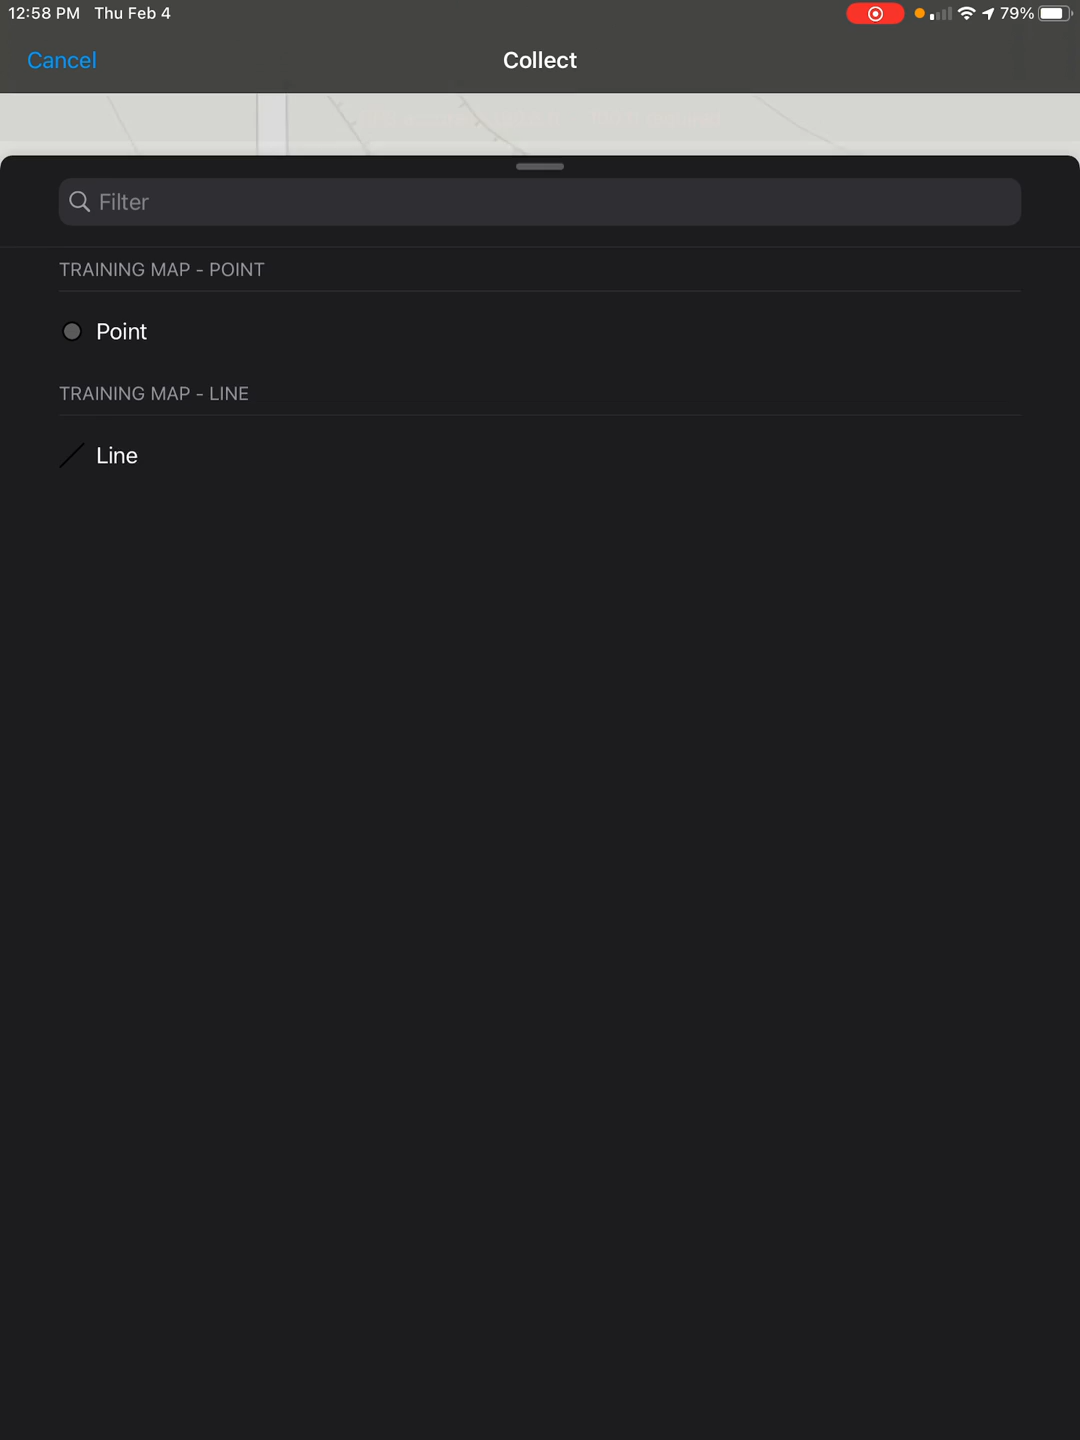 12:58 PM Thu Feb 4 79%
Cancel Collect
Filter
TRAINING MAP - POINT
Point
TRAINING MAP - LINE
Line